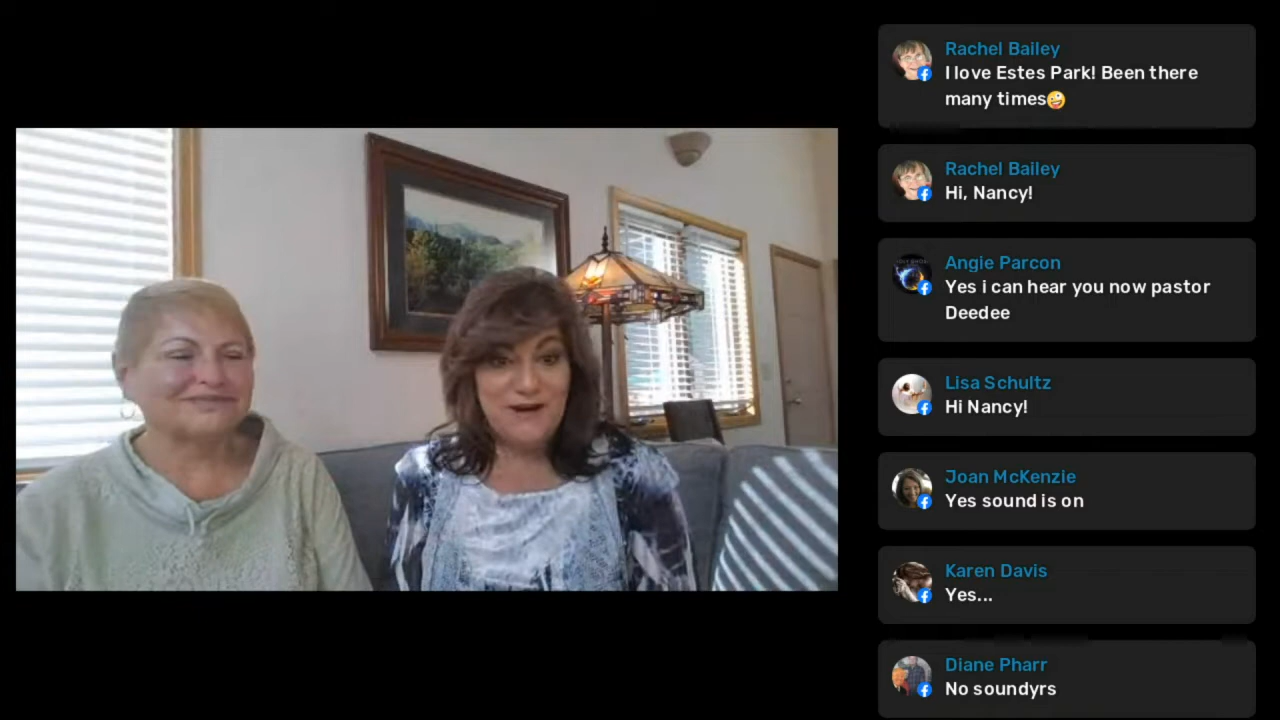 Rachel Bailey
I love Estes Park! Been there
many times🤪
Rachel Bailey
Hi, Nancy!
Angie Parcon
Yes i can hear you now pastor
Deedee
Lisa Schultz
Hi Nancy!
Joan McKenzie
Yes sound is on
Karen Davis
Yes...
Diane Pharr
No soundyrs